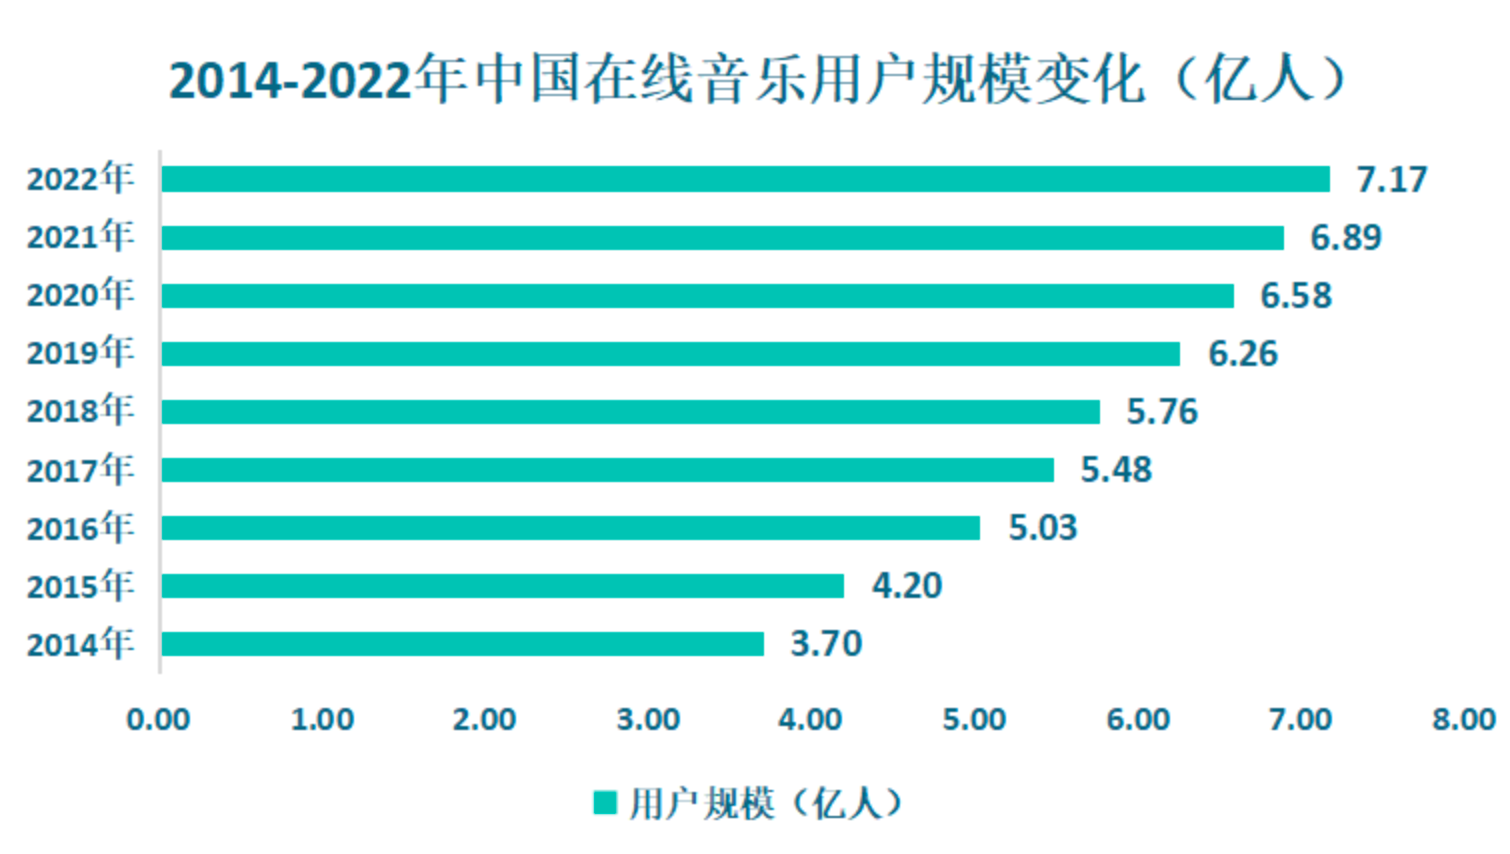 2014-2022年中国在线音乐用户规模变化（亿人）
2022年 7.17
2021年 6.89
2020年 6.58
2019年 6.26
2018年 5.76
2017年 5.48
2016年 5.03
2015年 4.20
2014年 3.70
0.00 1.00 2.00 3.00 4.00 5.00 6.00 7.00 8.00
用户规模（亿人）